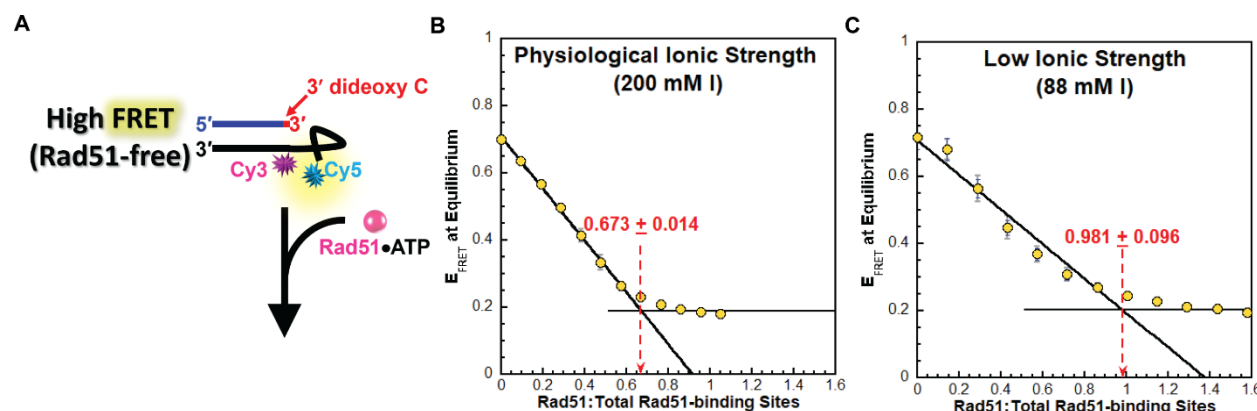 A
3′ dideoxy C
High FRET
(Rad51-free)
5′
3′
3′
Cy3
Cy5
Rad51•ATP
B
Physiological Ionic Strength
(200 mM I)
0.673 ± 0.014
E FRET at Equilibrium
1
0.8
0.6
0.4
0.2
0
0 0.2 0.4 0.6 0.8 1 1.2 1.4 1.6
Rad51:Total Rad51-binding Sites
C
Low Ionic Strength
(88 mM I)
0.981 ± 0.096
E FRET at Equilibrium
1
0.8
0.6
0.4
0.2
0
0 0.2 0.4 0.6 0.8 1 1.2 1.4 1.6
Rad51:Total Rad51-binding Sites